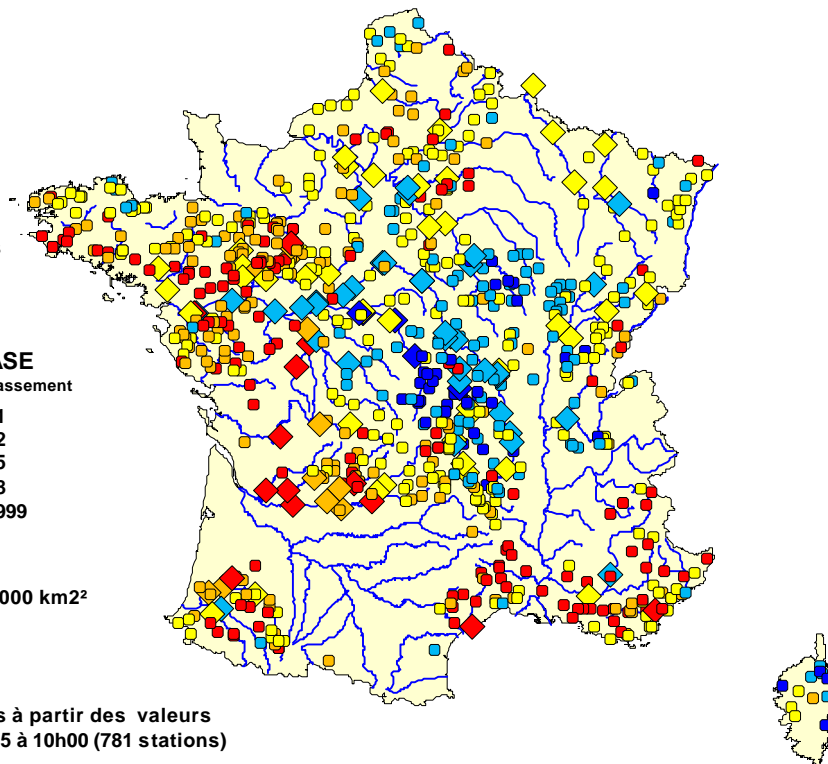 ASE
assement
1
2
5
3
999
000 km2²
s à partir des valeurs
5 à 10h00 (781 stations)